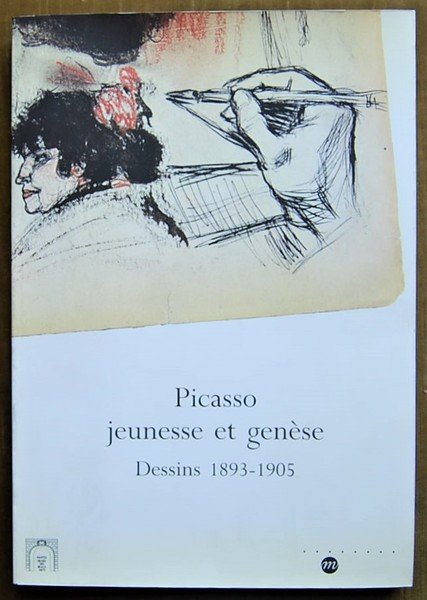 Picasso
jeunesse et genèse
Dessins 1893-1905
m